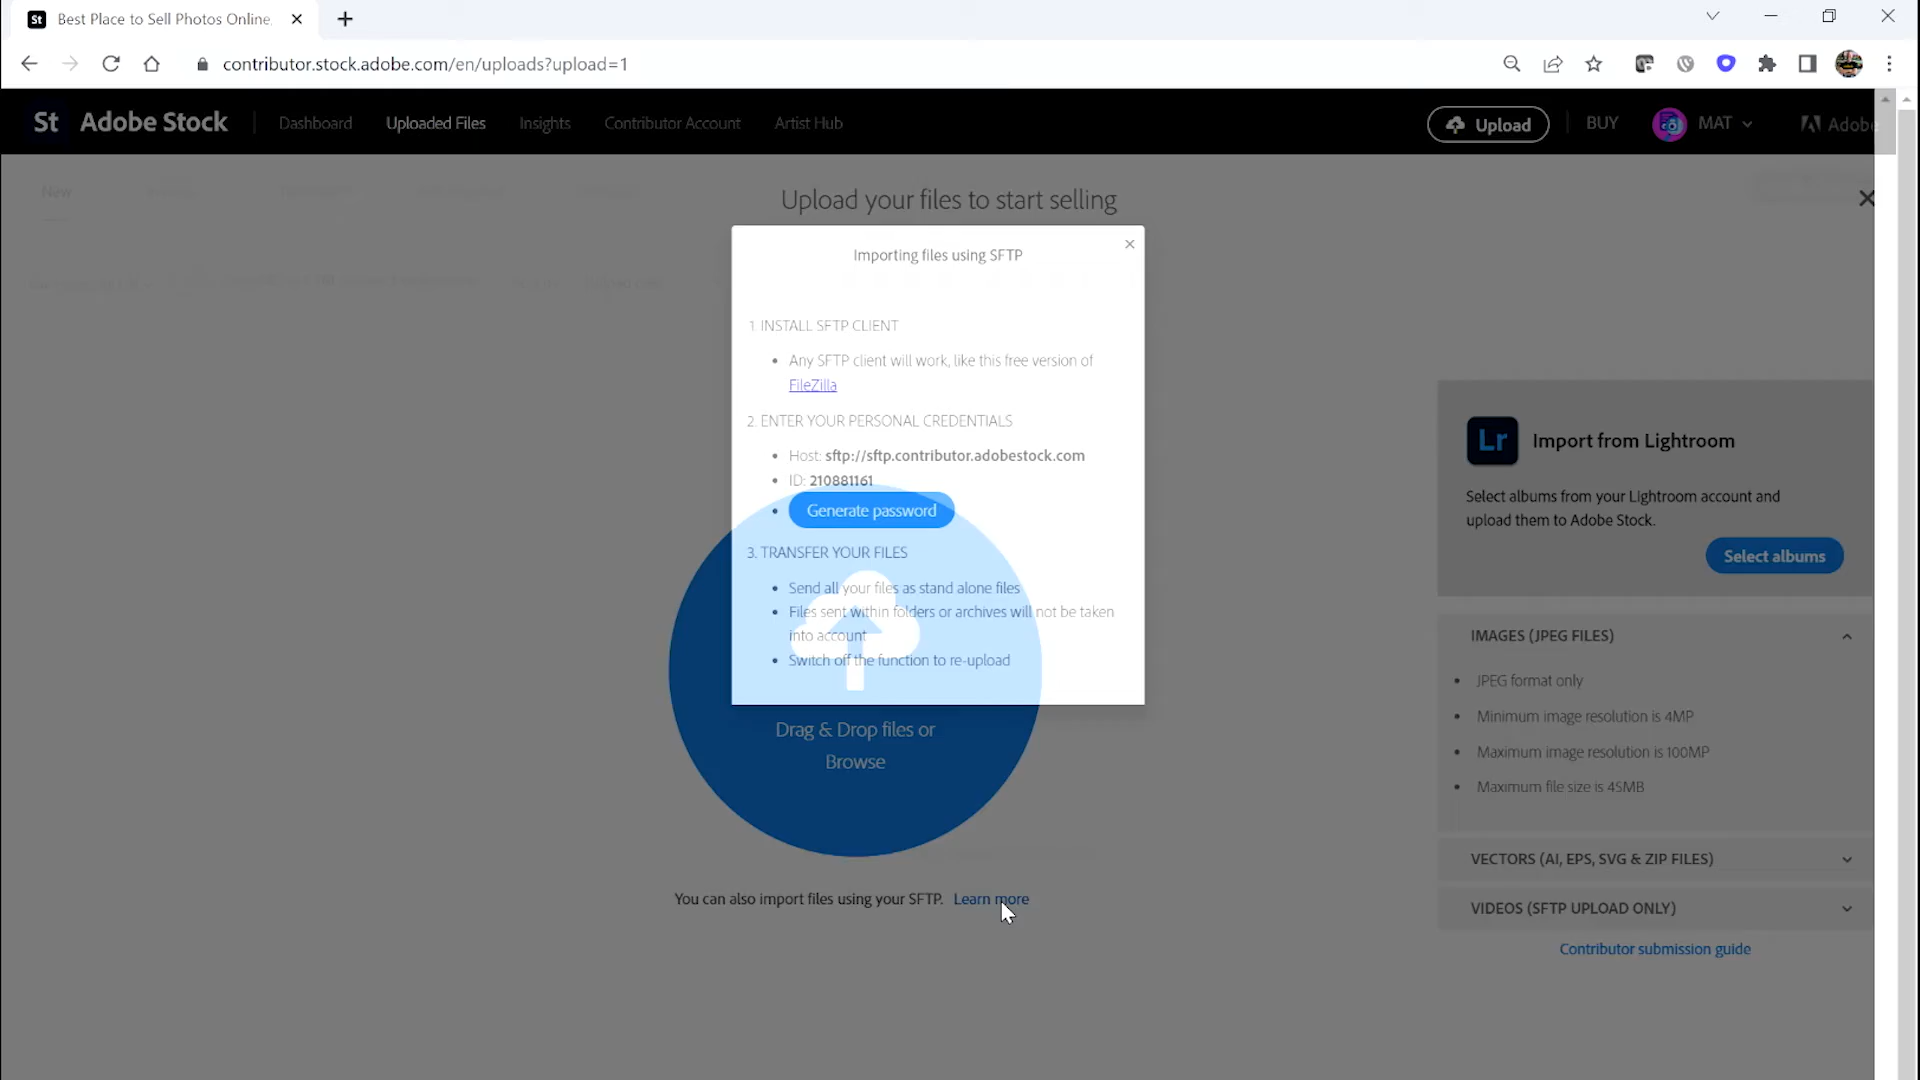 St Best Place to Sell Photos Online.
contributor.stock.adobe.com/en/uploads?upload=1
St Adobe Stock Dashboard Uploaded Files Insights Contributor Account Artist Hub Upload BUY MAT Adobe
New
Upload your files to start selling
Importing files using SFTP
1. INSTALL SFTP CLIENT
Any SFTP client will work, like this free version of
FileZilla
2. ENTER YOUR PERSONAL CREDENTIALS
Host: sftp://sftp.contributor.adobestock.com
ID: 210881161
Generate password
3. TRANSFER YOUR FILES
Send all your files as stand alone files
Files sent within folders or archives will not be taken
into account
Switch off the function to re-upload
Drag & Drop files or
Browse
You can also import files using your SFTP. Learn more
Lr Import from Lightroom
Select albums from your Lightroom account and
upload them to Adobe Stock.
Select albums
IMAGES (JPEG FILES)
JPEG format only
Minimum image resolution is 4MP
Maximum image resolution is 100MP
Maximum file size is 45MB
VECTORS (AI, EPS, SVG & ZIP FILES)
VIDEOS (SFTP UPLOAD ONLY)
Contributor submission guide